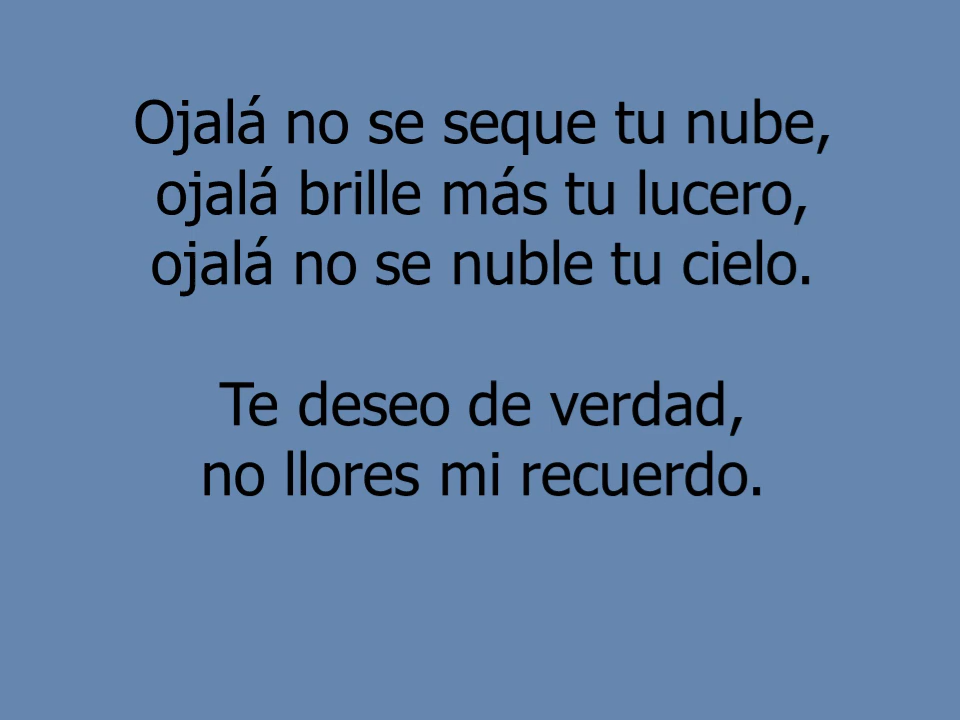 Ojalá no se seque tu nube,
ojalá brille más tu lucero,
ojalá no se nuble tu cielo.
Te deseo de verdad,
no llores mi recuerdo.